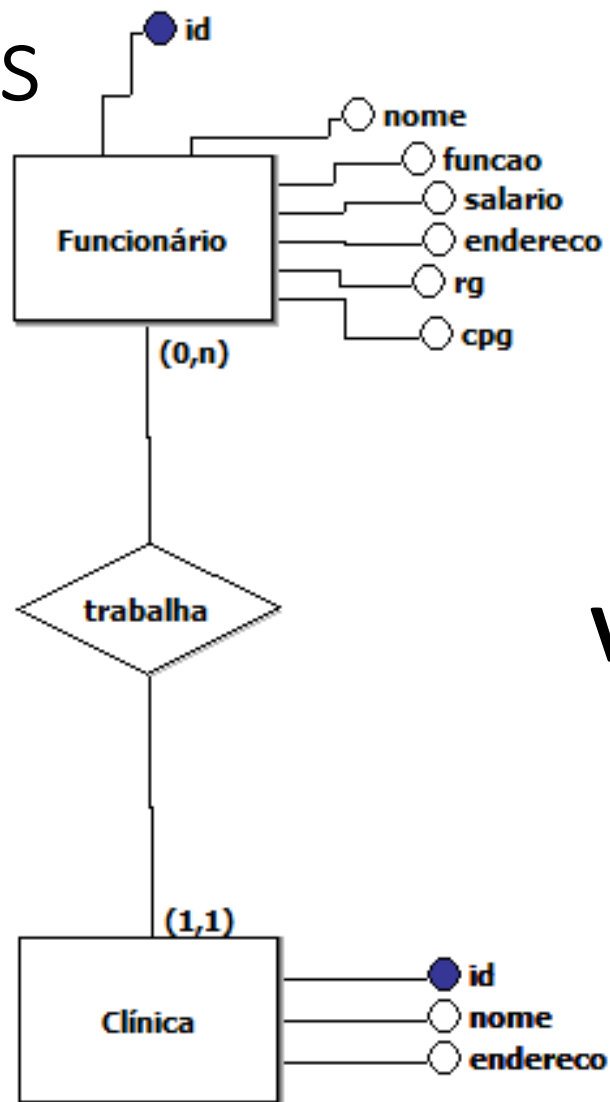 s
id
nome
funcao
salario
endereco
rg
cpg
Funcionário
(0,n)
trabalha
(1,1)
Clínica
id
nome
endereco